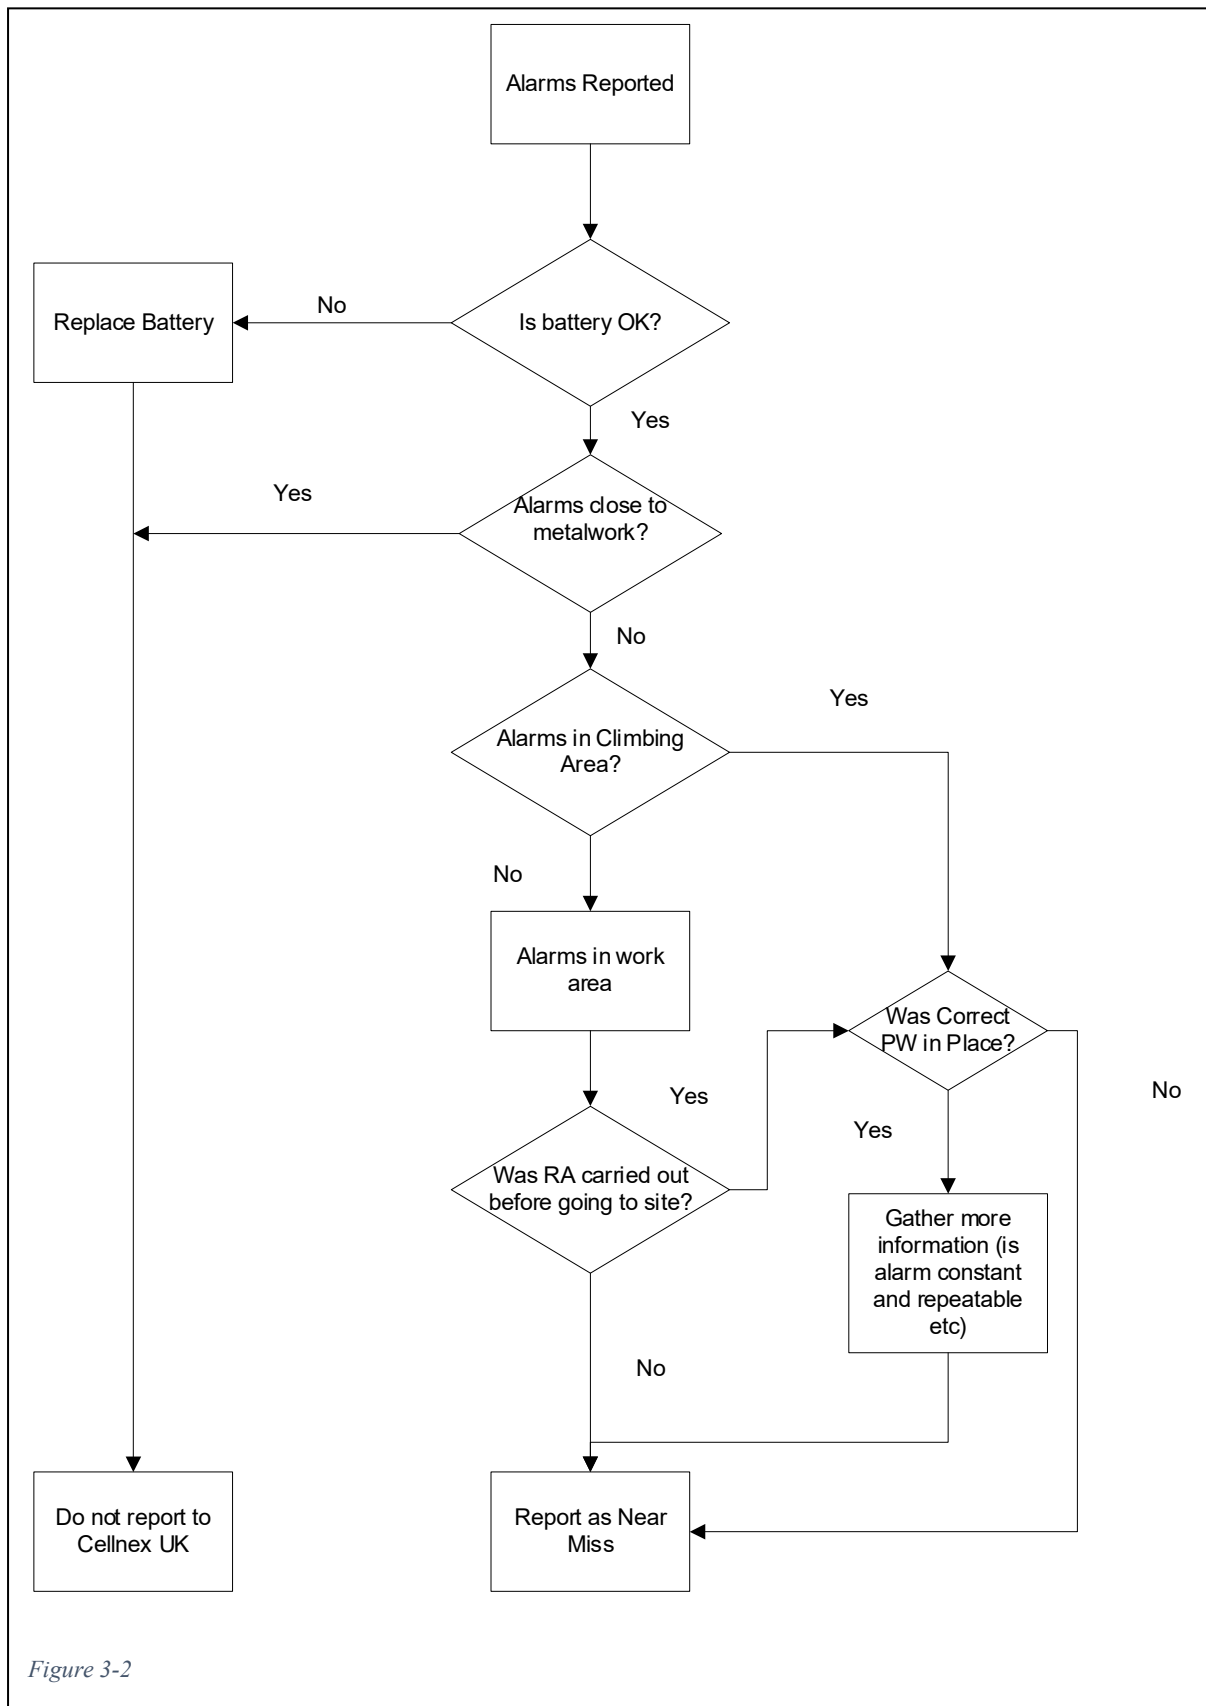 Alarms Reported
Is battery OK?
No
Replace Battery
Yes
Alarms close to
metalwork?
Yes
No
Alarms in Climbing
Area?
Yes
No
Alarms in work
area
Was Correct
PW in Place?
No
Yes
Yes
Was RA carried out
before going to site?
Gather more
information (is
alarm constant
and repeatable
etc)
No
Do not report to
Cellnex UK
Report as Near
Miss
Figure 3-2